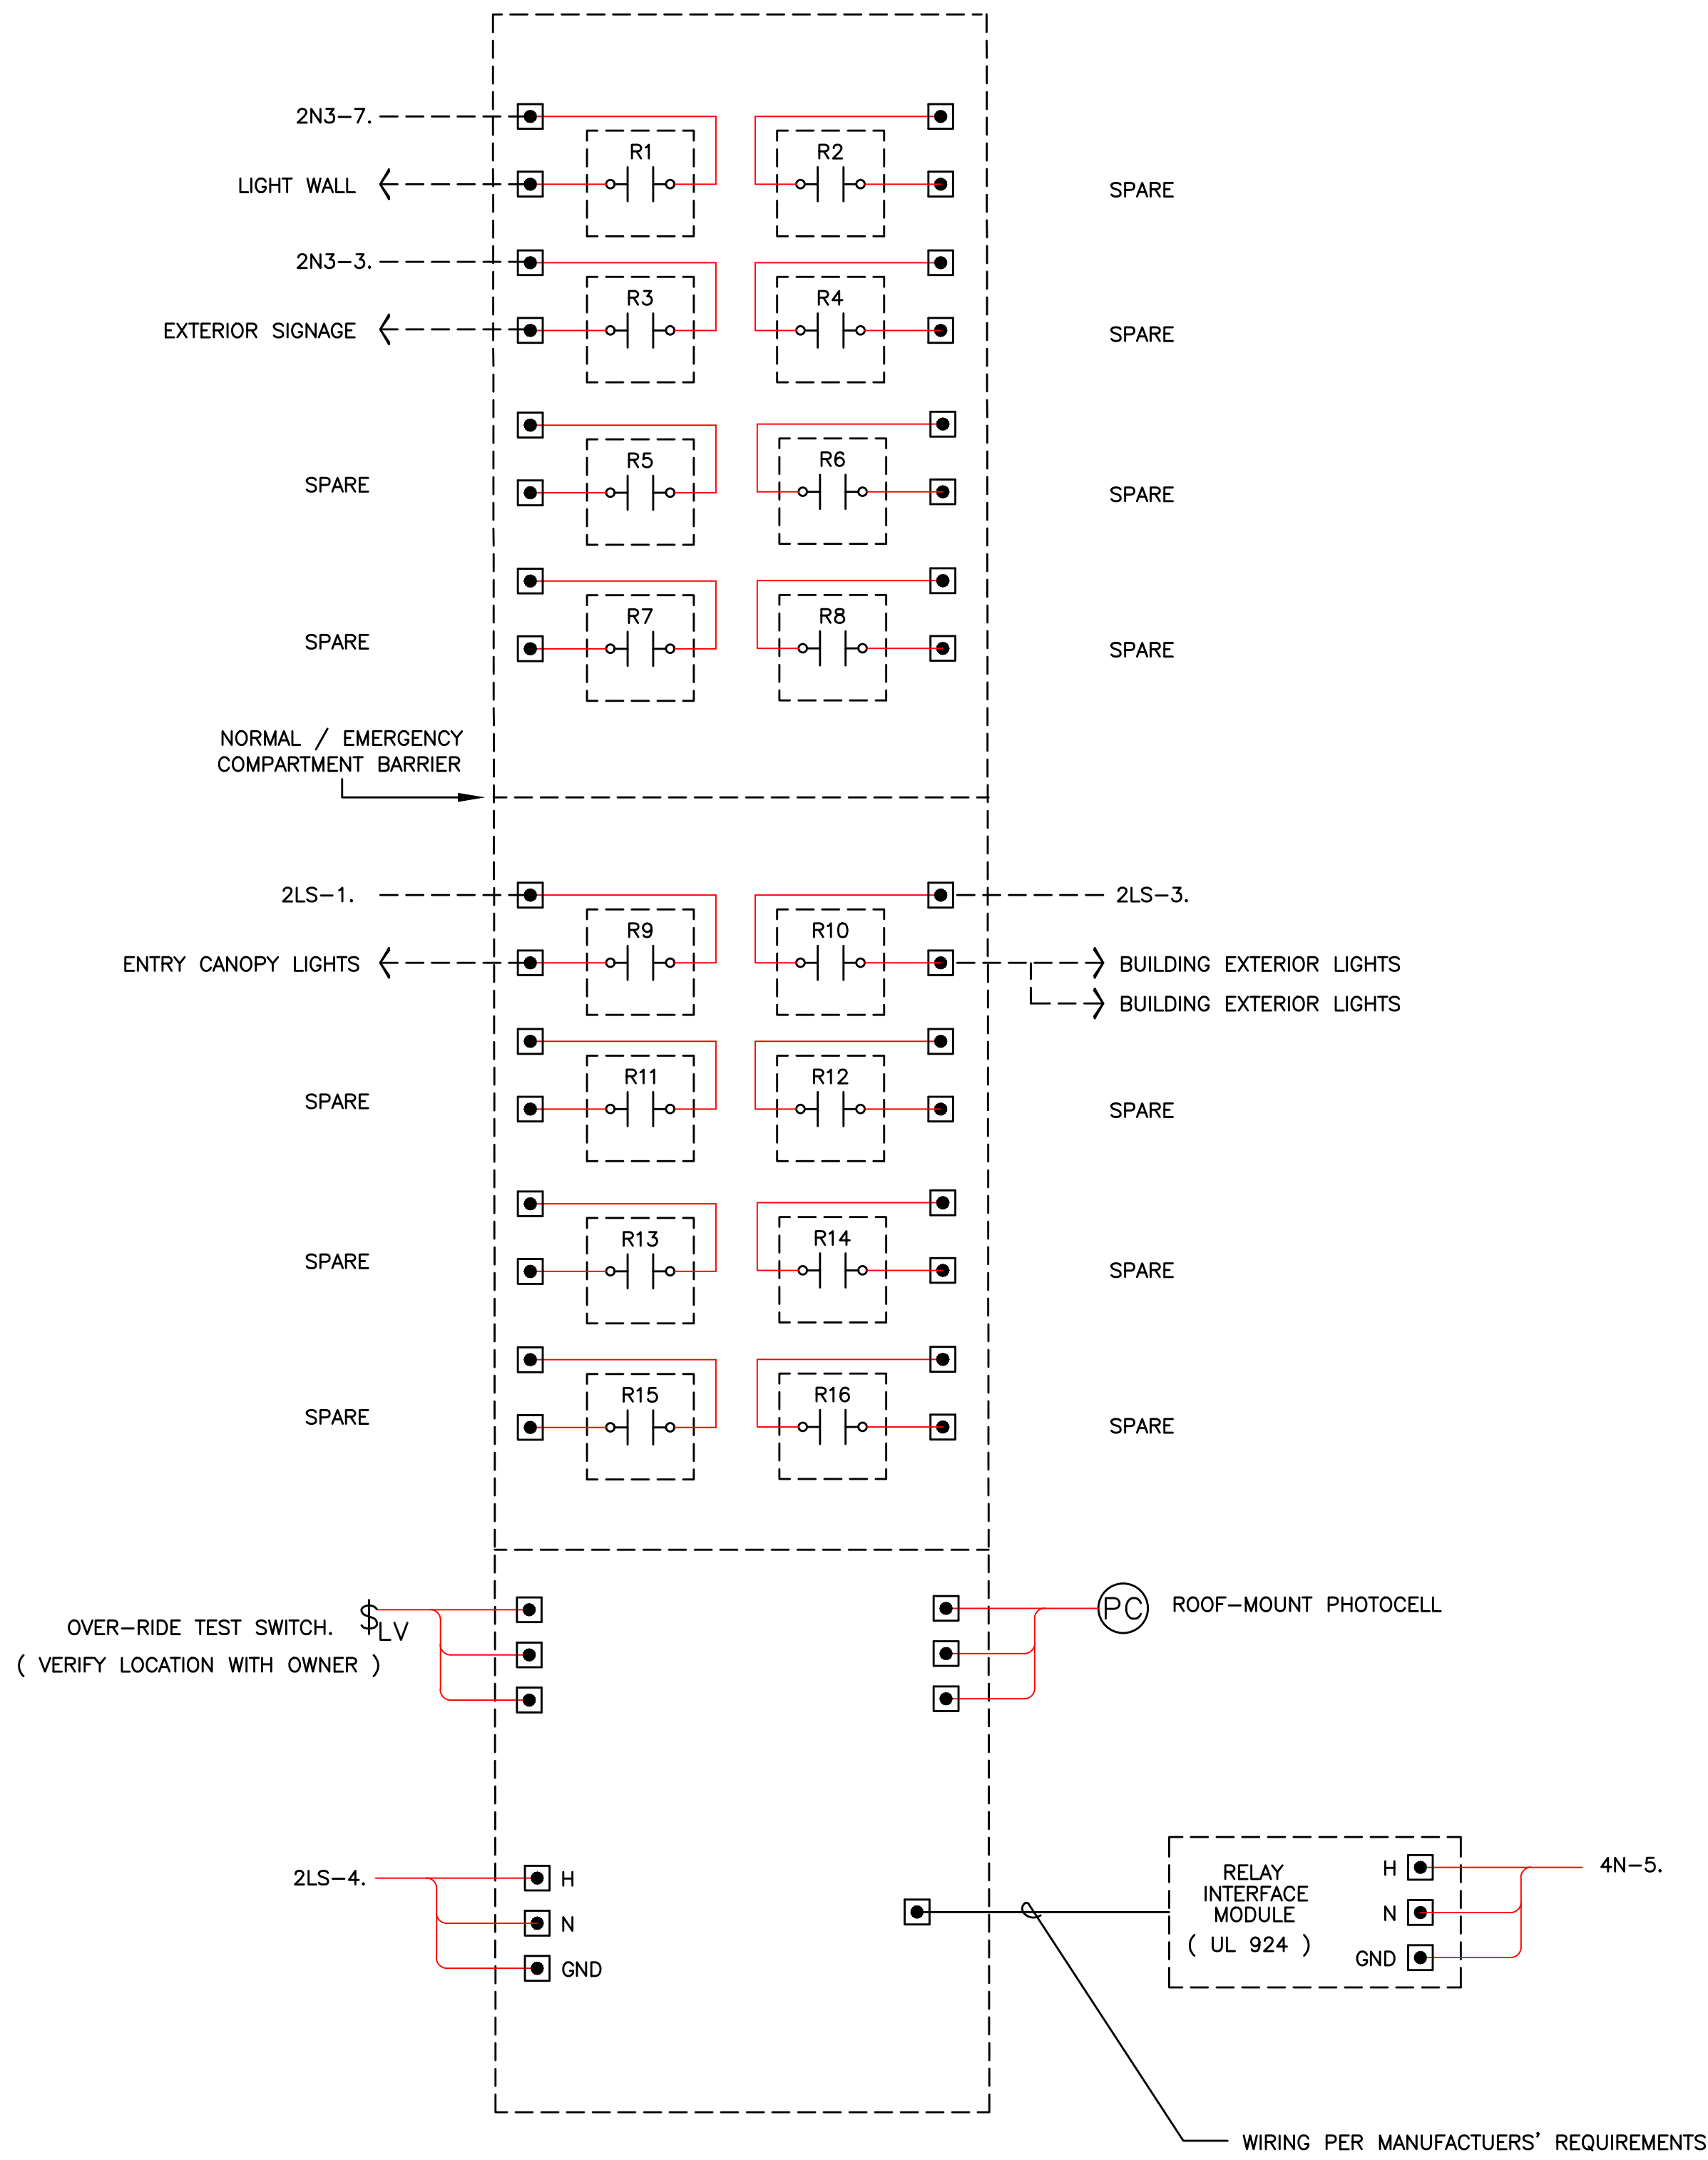 2N3-7.
R1
R2
LIGHT WALL
SPARE
2N3-3.
R3
R4
EXTERIOR SIGNAGE
SPARE
R5
R6
SPARE
SPARE
R7
R8
SPARE
SPARE
NORMAL / EMERGENCY
COMPARTMENT BARRIER
2LS-1.
2LS-3.
R9
R10
ENTRY CANOPY LIGHTS
BUILDING EXTERIOR LIGHTS
BUILDING EXTERIOR LIGHTS
R11
R12
SPARE
SPARE
R13
R14
SPARE
SPARE
R15
R16
SPARE
SPARE
OVER-RIDE TEST SWITCH.
$LV
( VERIFY LOCATION WITH OWNER )
PC
ROOF-MOUNT PHOTOCELL
2LS-4.
H
N
GND
RELAY
INTERFACE
MODULE
( UL 924 )
H
N
GND
4N-5.
WIRING PER MANUFACTUERS' REQUIREMENTS